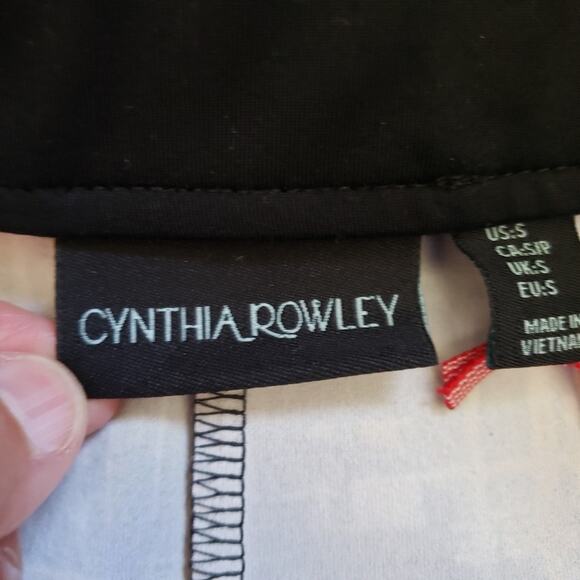 CYNTHIA ROWLEY
US:S
CA:S/P
UK:S
EU:S
MADE IN
VIETNAM